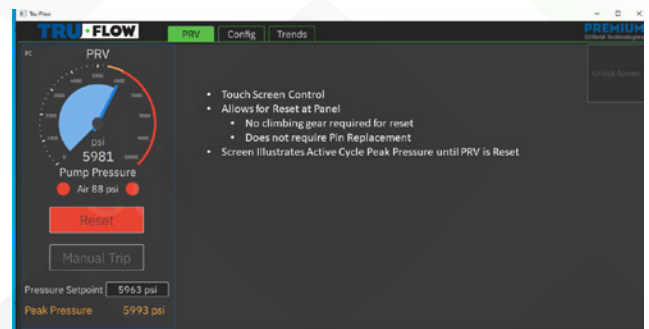 Tru-Flow
TRU-FLOW
PRV
Config
Trends
PREMIUM
Oilfield Technologies
PC
PRV
psi
5981
Pump Pressure
Air 88 psi
Reset
Manual Trip
Pressure Setpoint 5963 psi
Peak Pressure 5993 psi
Unlock Screen
• Touch Screen Control
• Allows for Reset at Panel
• No climbing gear required for reset
• Does not require Pin Replacement
• Screen Illustrates Active Cycle Peak Pressure until PRV is Reset